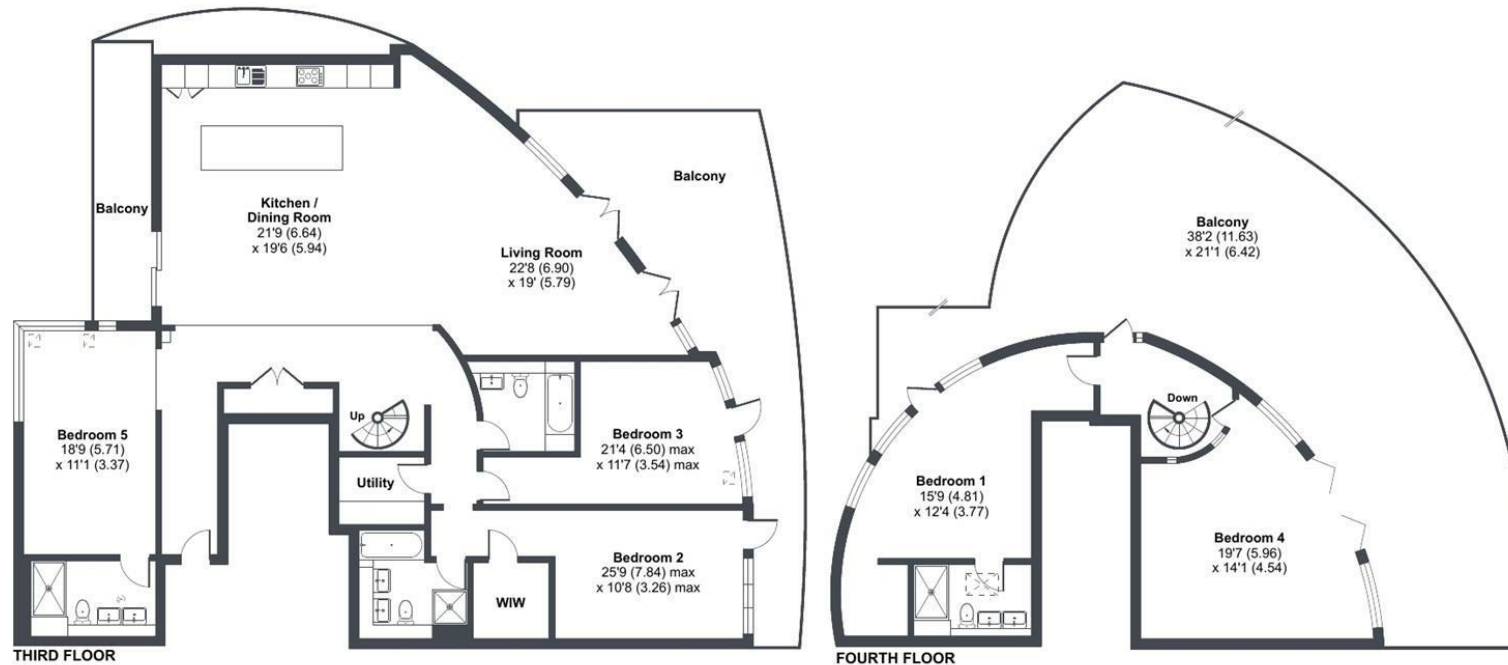 Balcony
Kitchen /
Dining Room
21'9 (6.64)
x 19'6 (5.94)
Living Room
22'8 (6.90)
x 19' (5.79)
Balcony
Bedroom 5
18'9 (5.71)
x 11'1 (3.37)
Up
Utility
Bedroom 3
21'4 (6.50) max
x 11'7 (3.54) max
Bedroom 2
25'9 (7.84) max
x 10'8 (3.26) max
WIW
THIRD FLOOR
Balcony
38'2 (11.63)
x 21'1 (6.42)
Down
Bedroom 1
15'9 (4.81)
x 12'4 (3.77)
Bedroom 4
19'7 (5.96)
x 14'1 (4.54)
FOURTH FLOOR